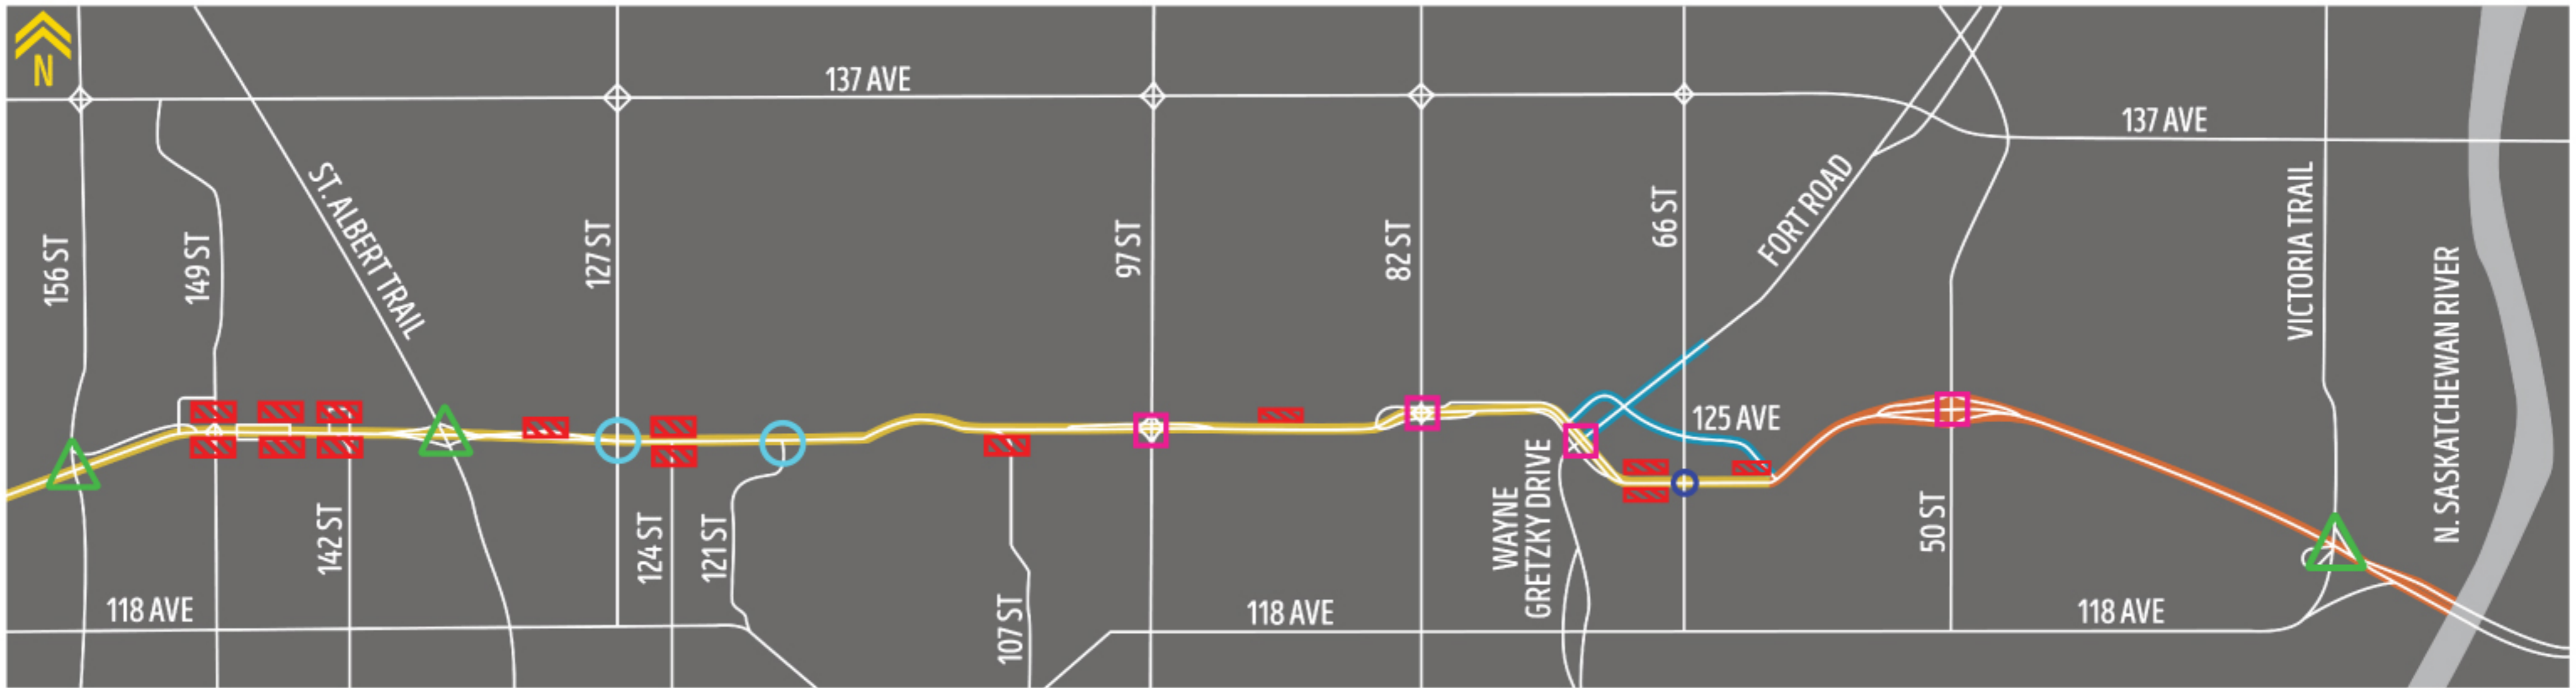 N
137 AVE
137 AVE
156 ST
149 ST
ST. ALBERT TRAIL
127 ST
97 ST
82 ST
66 ST
FORT ROAD
VICTORIA TRAIL
N. SASKATCHEWAN RIVER
125 AVE
142 ST
124 ST
121 ST
107 ST
WAYNE
GRETZKY DRIVE
50 ST
118 AVE
118 AVE
118 AVE